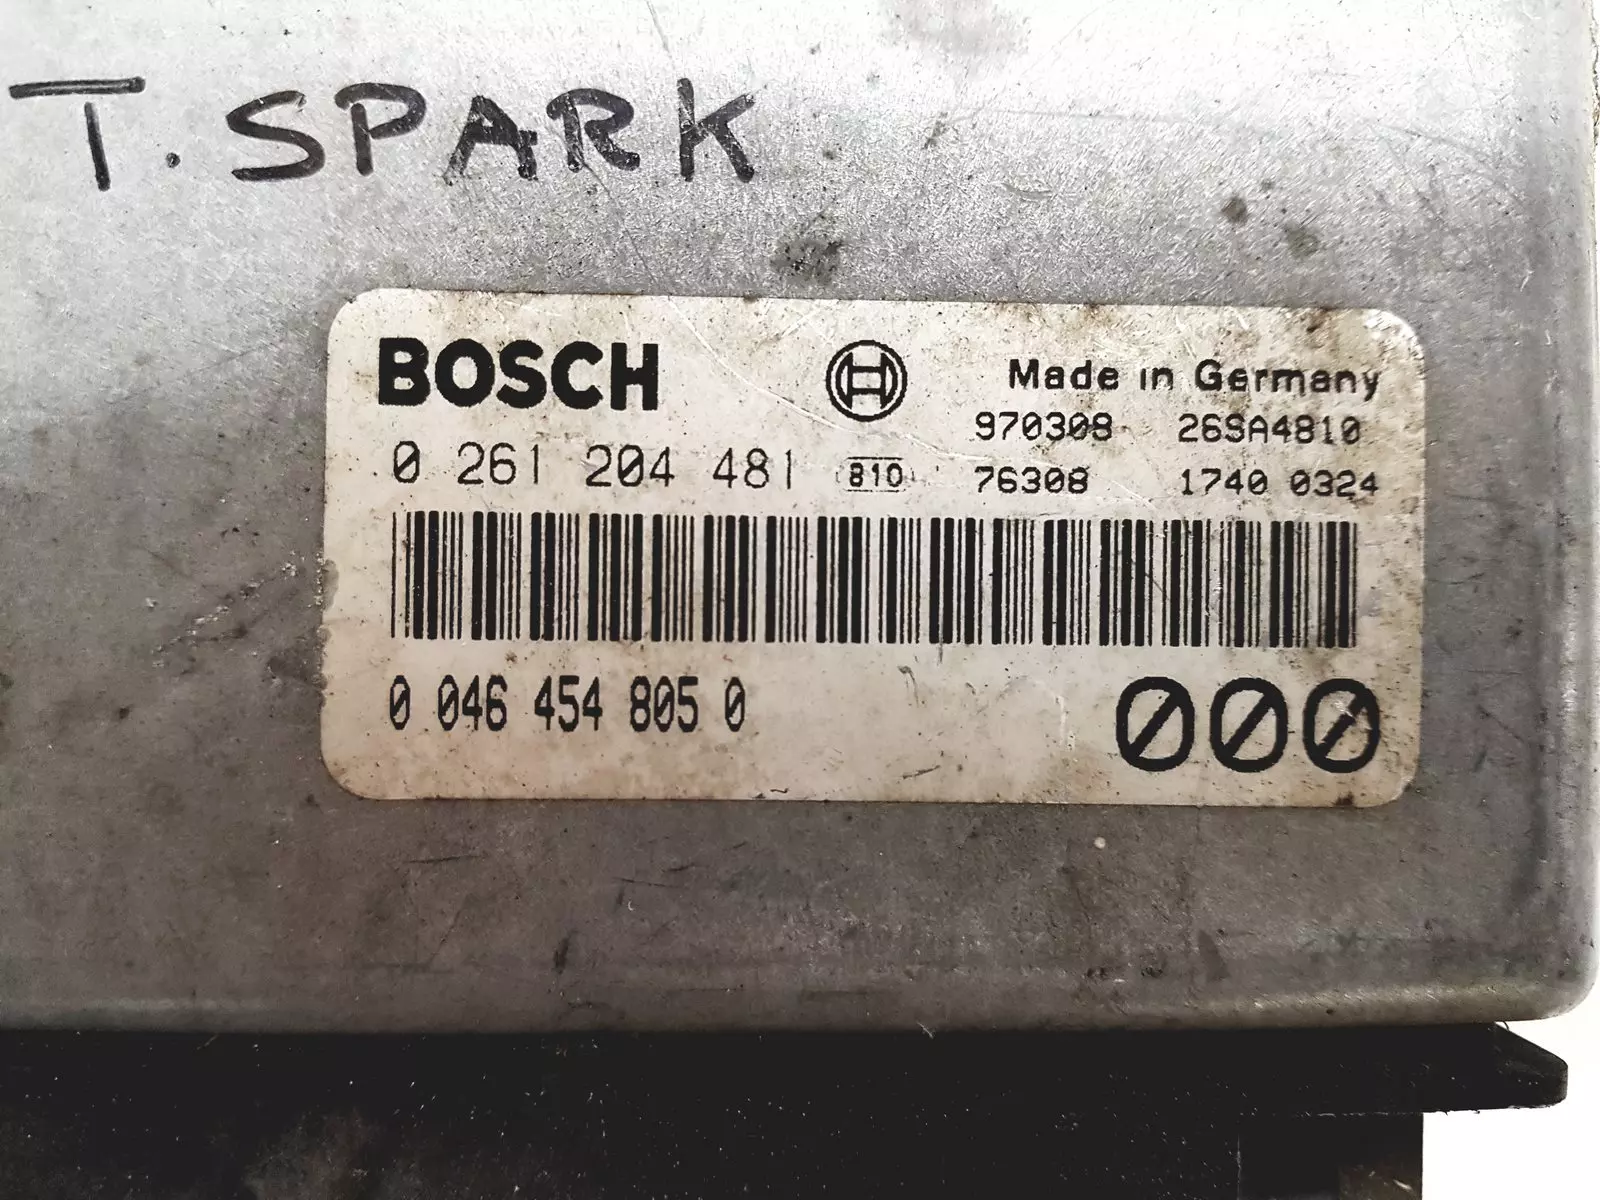 T. SPARK
BOSCH
Made in Germany
970308 26SA4810
0 261 204 481 810 76308 1740 0324
0 046 454 805 0
000